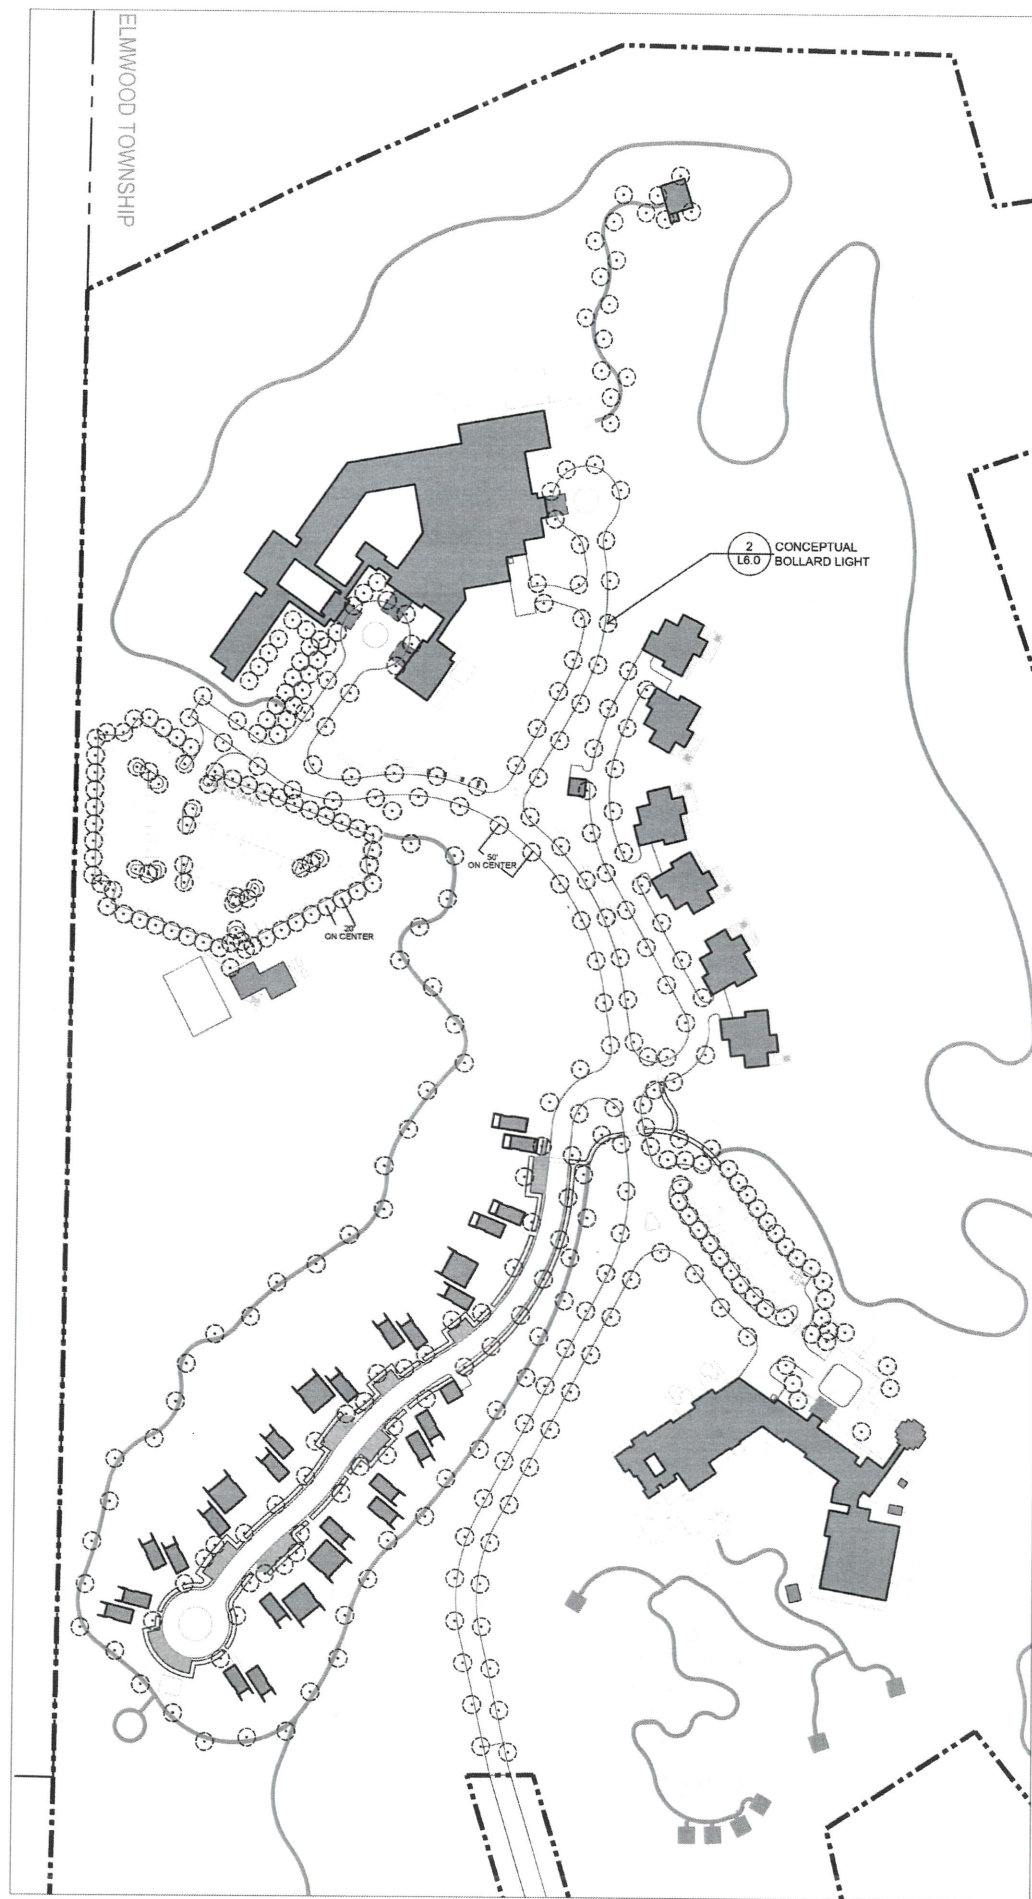 ELMWOOD TOWNSHIP
2
L6.0
CONCEPTUAL
BOLLARD LIGHT
50'
ON CENTER
20'
ON CENTER